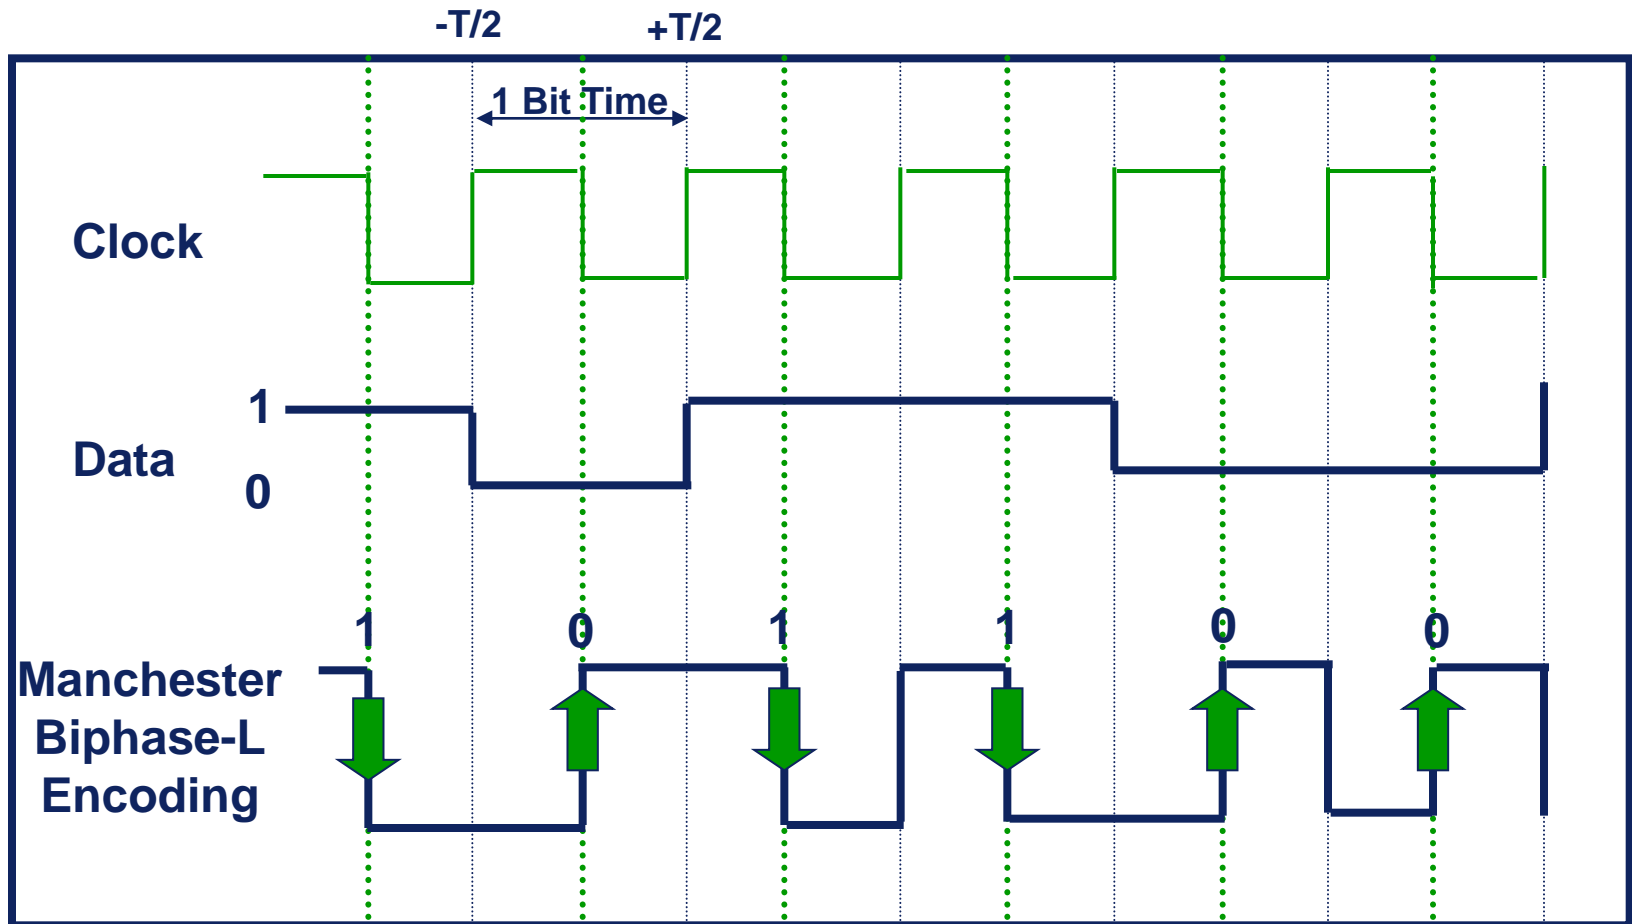 -T/2 +T/2
1 Bit Time
Clock
1
Data
0
1 0 1 1 0 0
Manchester
Biphase-L
Encoding